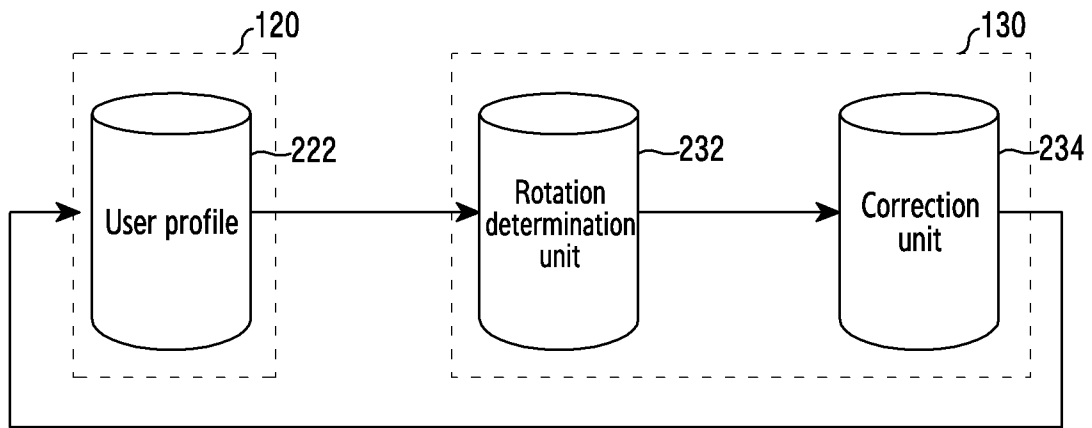 120
130
222
232
234
User profile
Rotation
determination
unit
Correction
unit